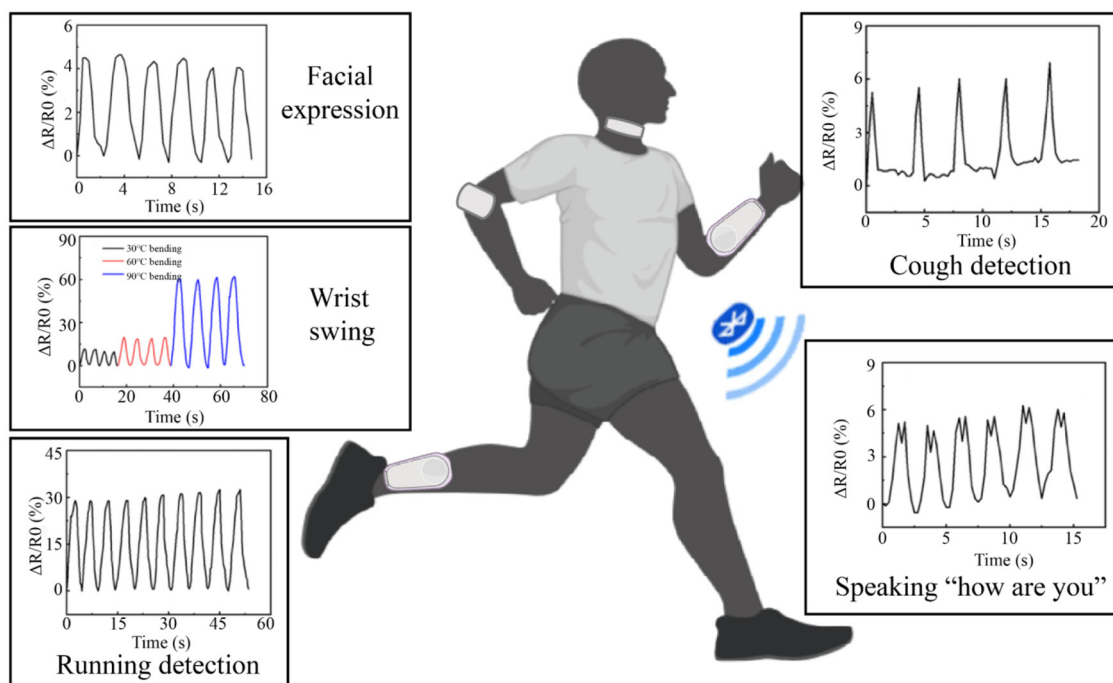 6
4
2
0
ΔR/R0 (%)
0 4 8 12 16
Time (s)
Facial
expression
90
60
30
0
ΔR/R0 (%)
30°C bending
60°C bending
90°C bending
0 20 40 60 80
Time (s)
Wrist
swing
45
30
15
0
ΔR/R0 (%)
0 15 30 45 60
Time (s)
Running detection
9
6
3
0
ΔR/R0 (%)
0 5 10 15 20
Time (s)
Cough detection
9
6
3
0
ΔR/R0 (%)
0 5 10 15
Time (s)
Speaking “how are you”